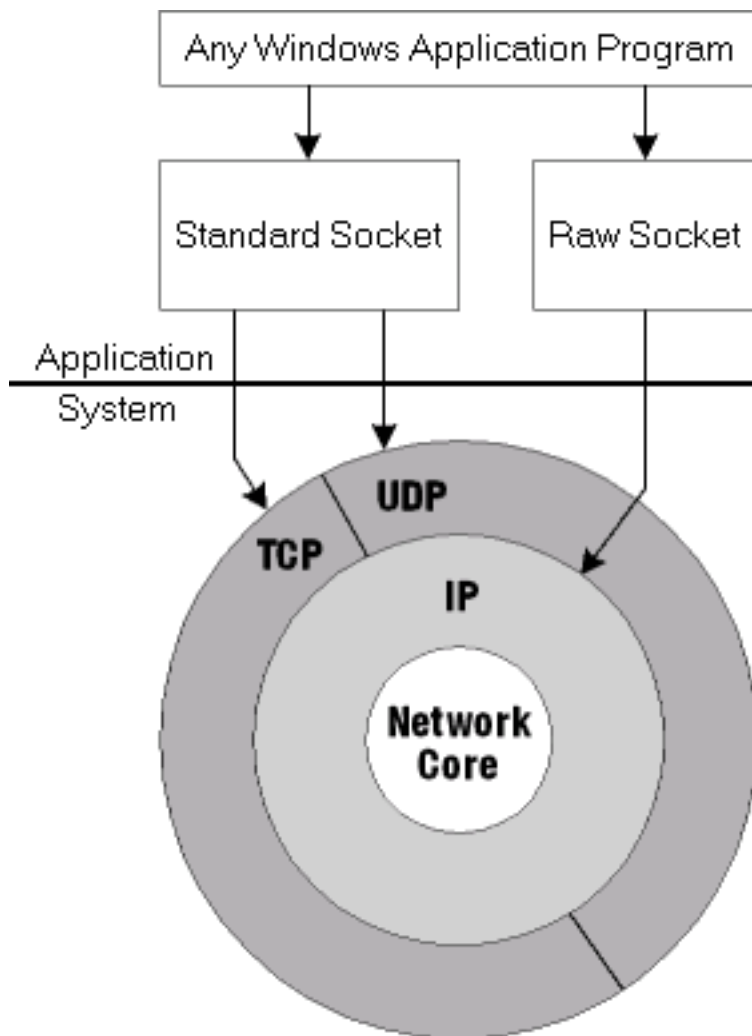 Any Windows Application Program
Standard Socket
Raw Socket
Application
System
UDP
TCP
IP
Network
Core